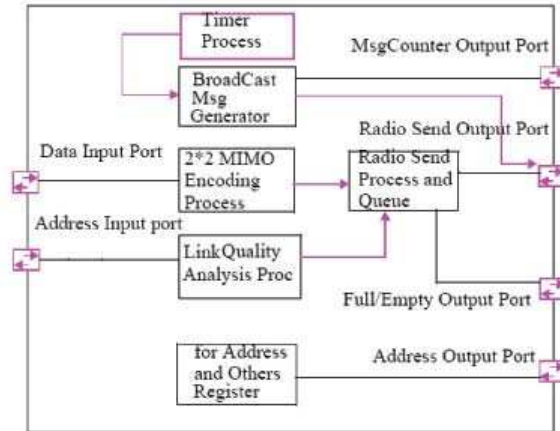 Timer
Process
MsgCounter Output Port
BroadCast
Msg
Generator
Radio Send Output Port
Data Input Port
2*2 MIMO
Encoding
Process
Radio Send
Process and
Queue
Address Input port
LinkQuality
Analysis Proc
Full/Empty Output Port
for Address
and Others
Register
Address Output Port